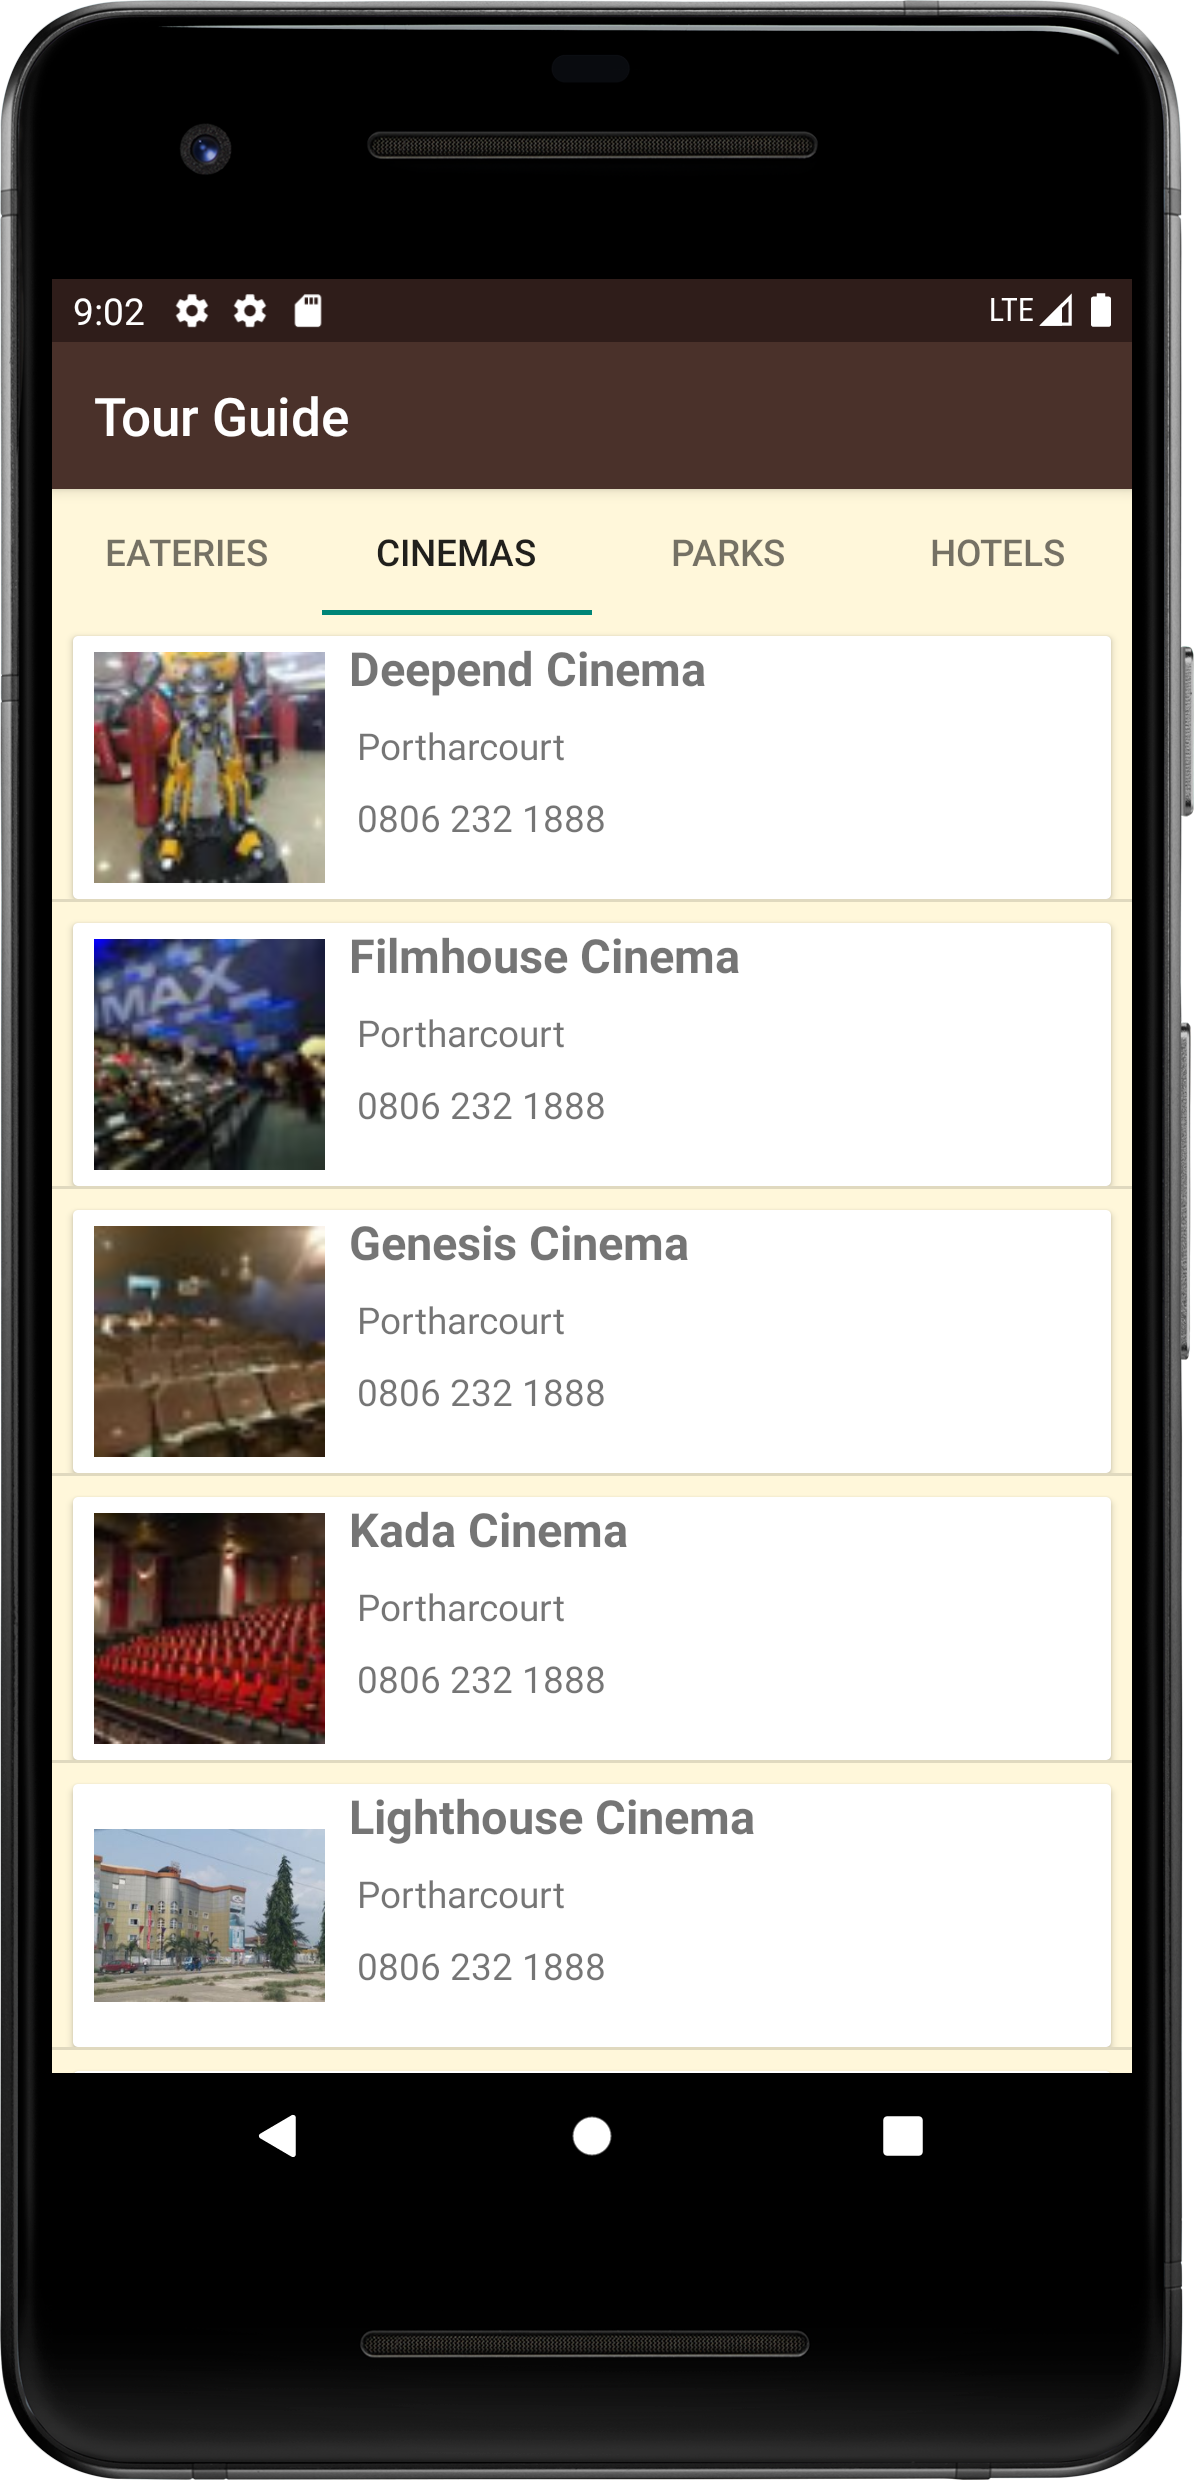 9:02
LTE
Tour Guide
EATERIES CINEMAS PARKS HOTELS
Deepend Cinema
Portharcourt
0806 232 1888
MAX
Filmhouse Cinema
Portharcourt
0806 232 1888
Genesis Cinema
Portharcourt
0806 232 1888
Kada Cinema
Portharcourt
0806 232 1888
Lighthouse Cinema
Portharcourt
0806 232 1888